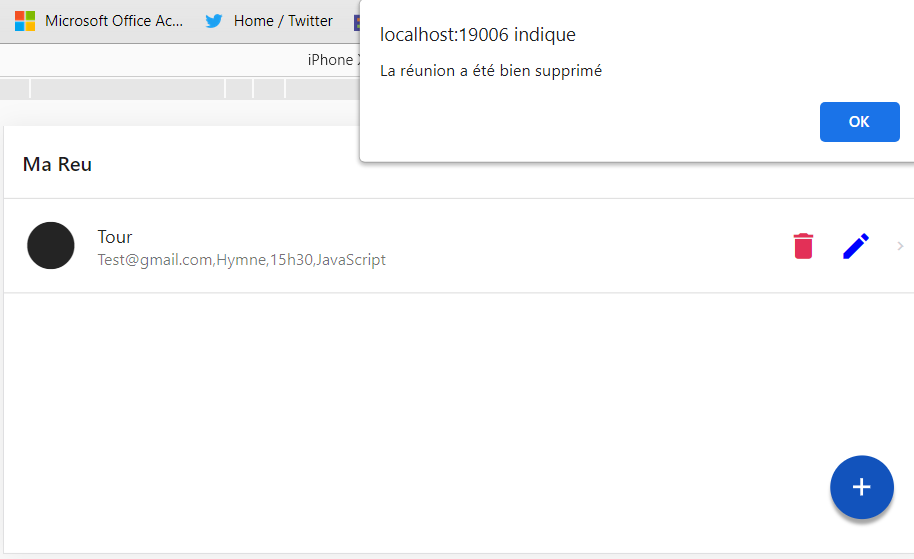 Microsoft Office Ac...
Home / Twitter
localhost:19006 indique
La réunion a été bien supprimé
OK
iPhone
Ma Reu
Tour
Test@gmail.com,Hymne,15h30,JavaScript